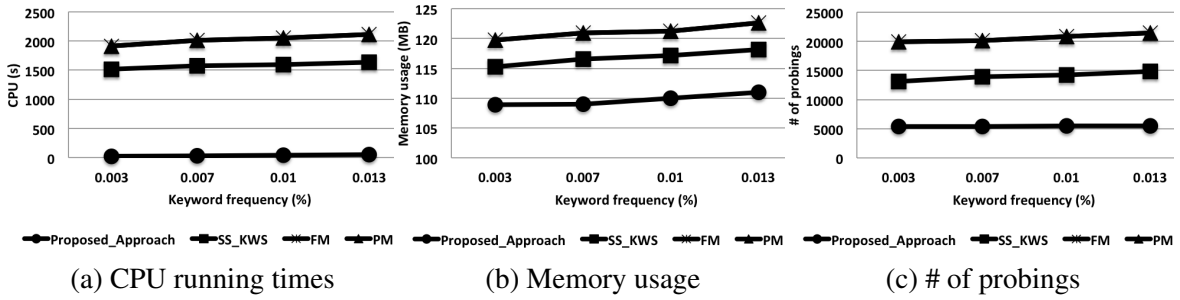 2500
2000
1500
1000
500
0
CPU (s)
0.003 0.007 0.01 0.013
Keyword frequency (%)
Proposed_Approach SS_KWS FM PM
(a) CPU running times
125
120
115
110
105
100
Memory usage (MB)
0.003 0.007 0.01 0.013
Keyword frequency (%)
Proposed_Approach SS_KWS FM PM
(b) Memory usage
25000
20000
15000
10000
5000
0
# of probings
0.003 0.007 0.01 0.013
Keyword frequency (%)
Proposed_Approach SS_KWS FM PM
(c) # of probings